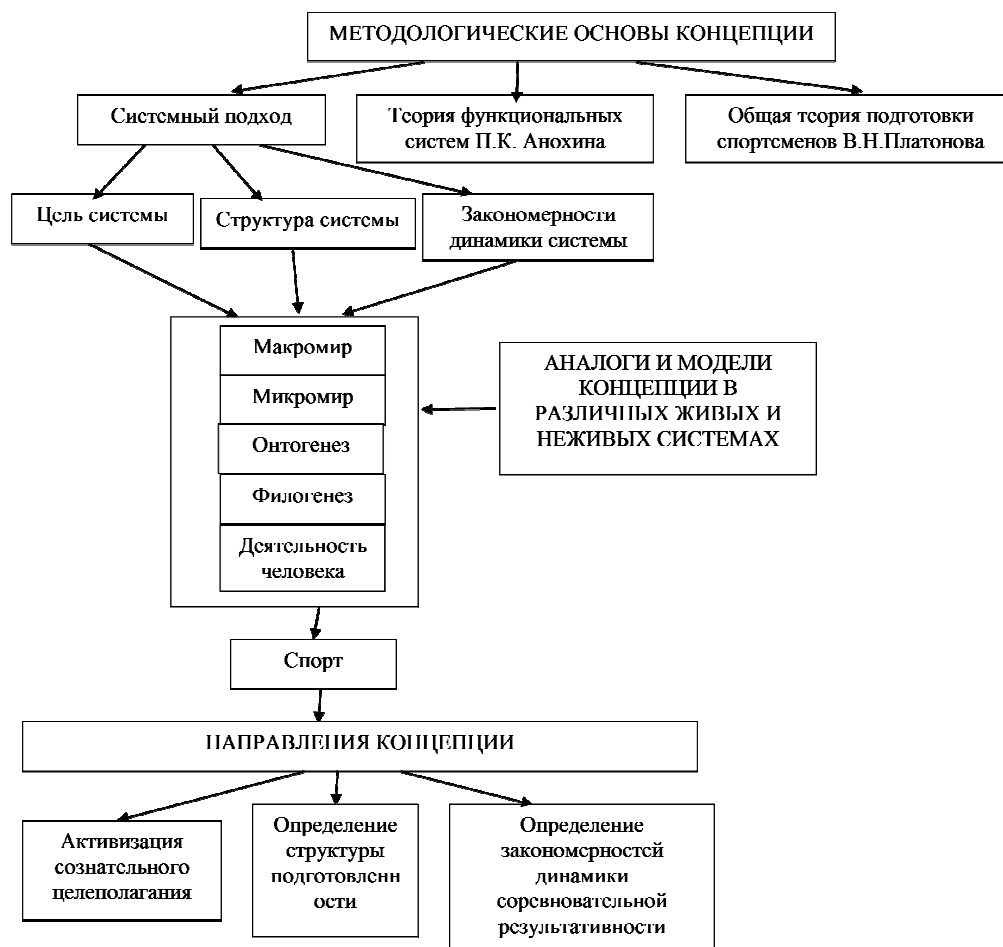 МЕТОДОЛОГИЧЕСКИЕ ОСНОВЫ КОНЦЕПЦИИ
Системный подход
Теория функциональных
систем П.К. Анохина
Общая теория подготовки
спортсменов В.Н.Платонова
Цель системы
Структура системы
Закономерности
динамики системы
Макромир
Микромир
Онтогенез
Филогенез
Деятельность
человека
АНАЛОГИ И МОДЕЛИ
КОНЦЕПЦИИ В
РАЗЛИЧНЫХ ЖИВЫХ И
НЕЖИВЫХ СИСТЕМАХ
Спорт
НАПРАВЛЕНИЯ КОНЦЕПЦИИ
Активизация
сознательного
целеполагания
Определение
структуры
подготовленн
ости
Определение
закономерностей
динамики
соревновательной
результативности